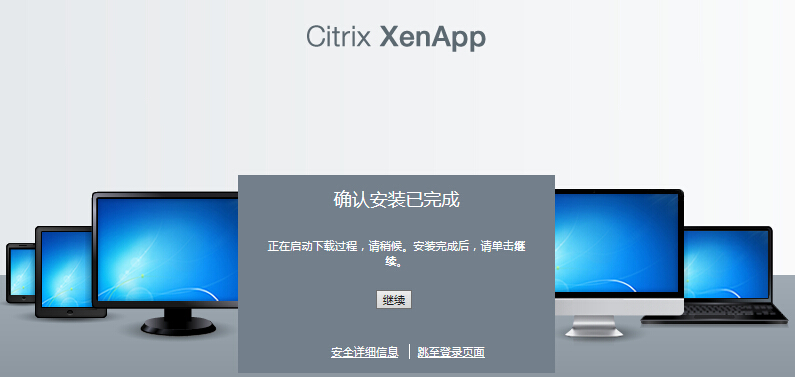 Citrix XenApp
确认安装已完成
正在启动下载过程，请稍候。安装完成后，请单击继
续。
继续
安全详细信息 | 跳至登录页面